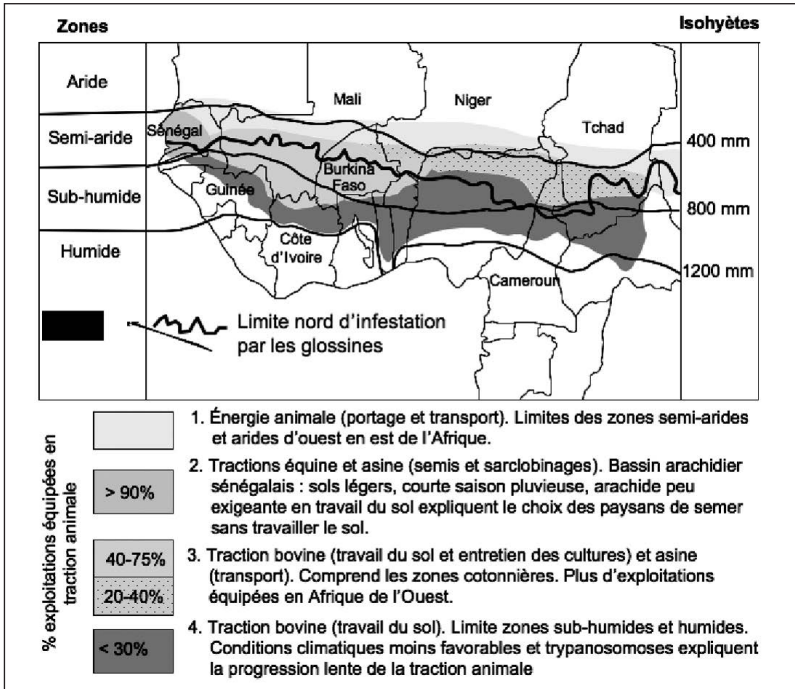 Zones
Isohyètes
Aride
Mali
Niger
Tchad
Semi-aride
Sénégal
400 mm
Burkina
Faso
Sub-humide
Guinée
800 mm
Humide
Côte
d'Ivoire
Cameroun
1200 mm
Limite nord d'infestation
par les glossines
% exploitations équipées en
traction animale
1. Énergie animale (portage et transport). Limites des zones semi-arides
et arides d'ouest en est de l'Afrique.
> 90%
2. Tractions équine et asine (semis et sarclobinages). Bassin arachidier
sénégalais : sols légers, courte saison pluvieuse, arachide peu
exigeante en travail du sol expliquent le choix des paysans de semer
sans travailler le sol.
40-75%
20-40%
3. Traction bovine (travail du sol et entretien des cultures) et asine
(transport). Comprend les zones cotonnières. Plus d'exploitations
équipées en Afrique de l'Ouest.
< 30%
4. Traction bovine (travail du sol). Limite zones sub-humides et humides.
Conditions climatiques moins favorables et trypanosomoses expliquent
la progression lente de la traction animale